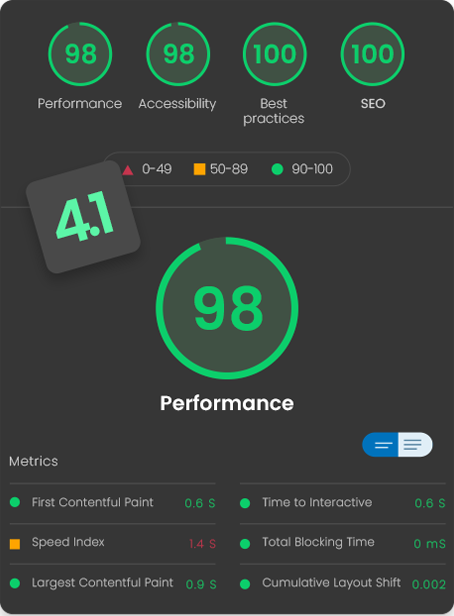 98 98 100 100
Performance Accessibility Best practices SEO
0-49 50-89 90-100
4.1
98
Performance
Metrics
First Contentful Paint 0.6 S
Time to Interactive 0.6 S
Speed Index 1.4 S
Total Blocking Time 0 mS
Largest Contentful Paint 0.9 S
Cumulative Layout Shift 0.002